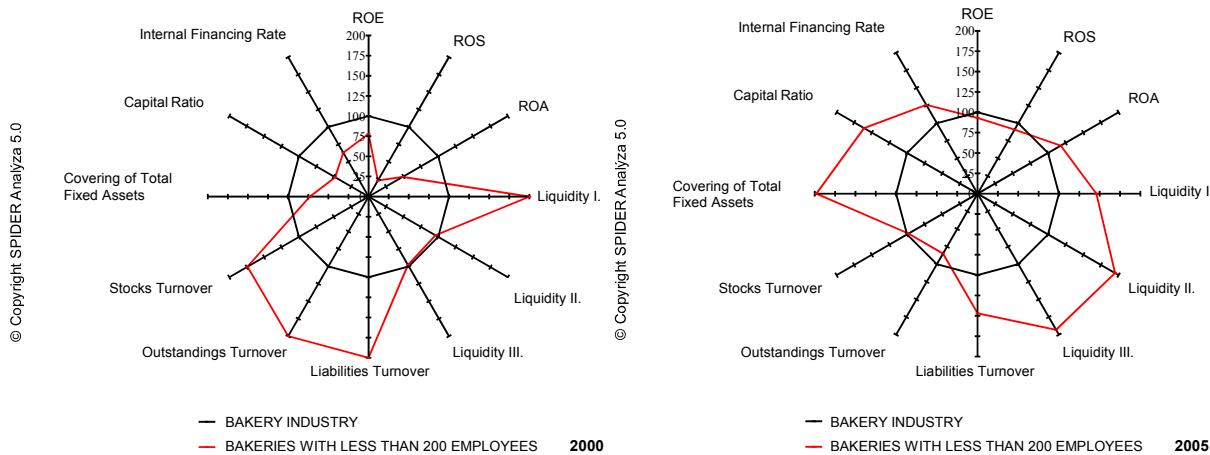 ROE
ROS
ROA
Liquidity I.
Liquidity II.
Liquidity III.
Liabilities Turnover
Outstandings Turnover
Stocks Turnover
Covering of Total
Fixed Assets
Capital Ratio
Internal Financing Rate
200
175
150
125
100
75
50
25
0
© Copyright SPIDER Analyza 5.0
BAKERY INDUSTRY
BAKERIES WITH LESS THAN 200 EMPLOYEES 2000
ROE
ROS
ROA
Liquidity I
Liquidity II.
Liquidity III.
Liabilities Turnover
Outstandings Turnover
Stocks Turnover
Covering of Total
Fixed Assets
Capital Ratio
Internal Financing Rate
200
175
150
125
100
75
50
25
0
© Copyright SPIDER Analyza 5.0
BAKERY INDUSTRY
BAKERIES WITH LESS THAN 200 EMPLOYEES 2005